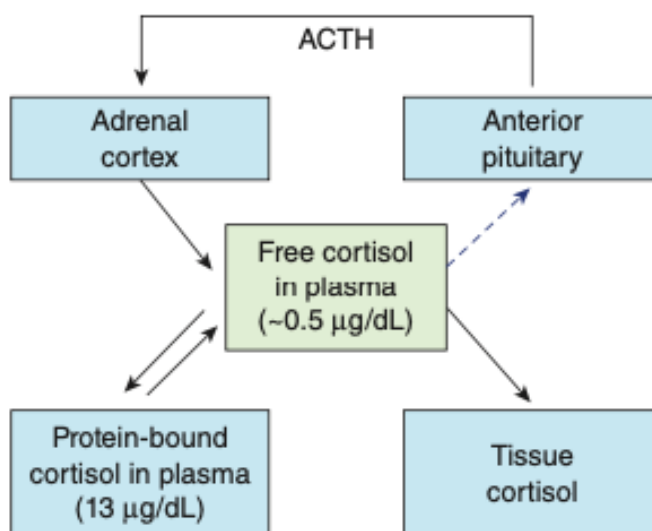 ACTH
Adrenal
cortex
Anterior
pituitary
Free cortisol
in plasma
(~0.5 μg/dL)
Protein-bound
cortisol in plasma
(13 μg/dL)
Tissue
cortisol